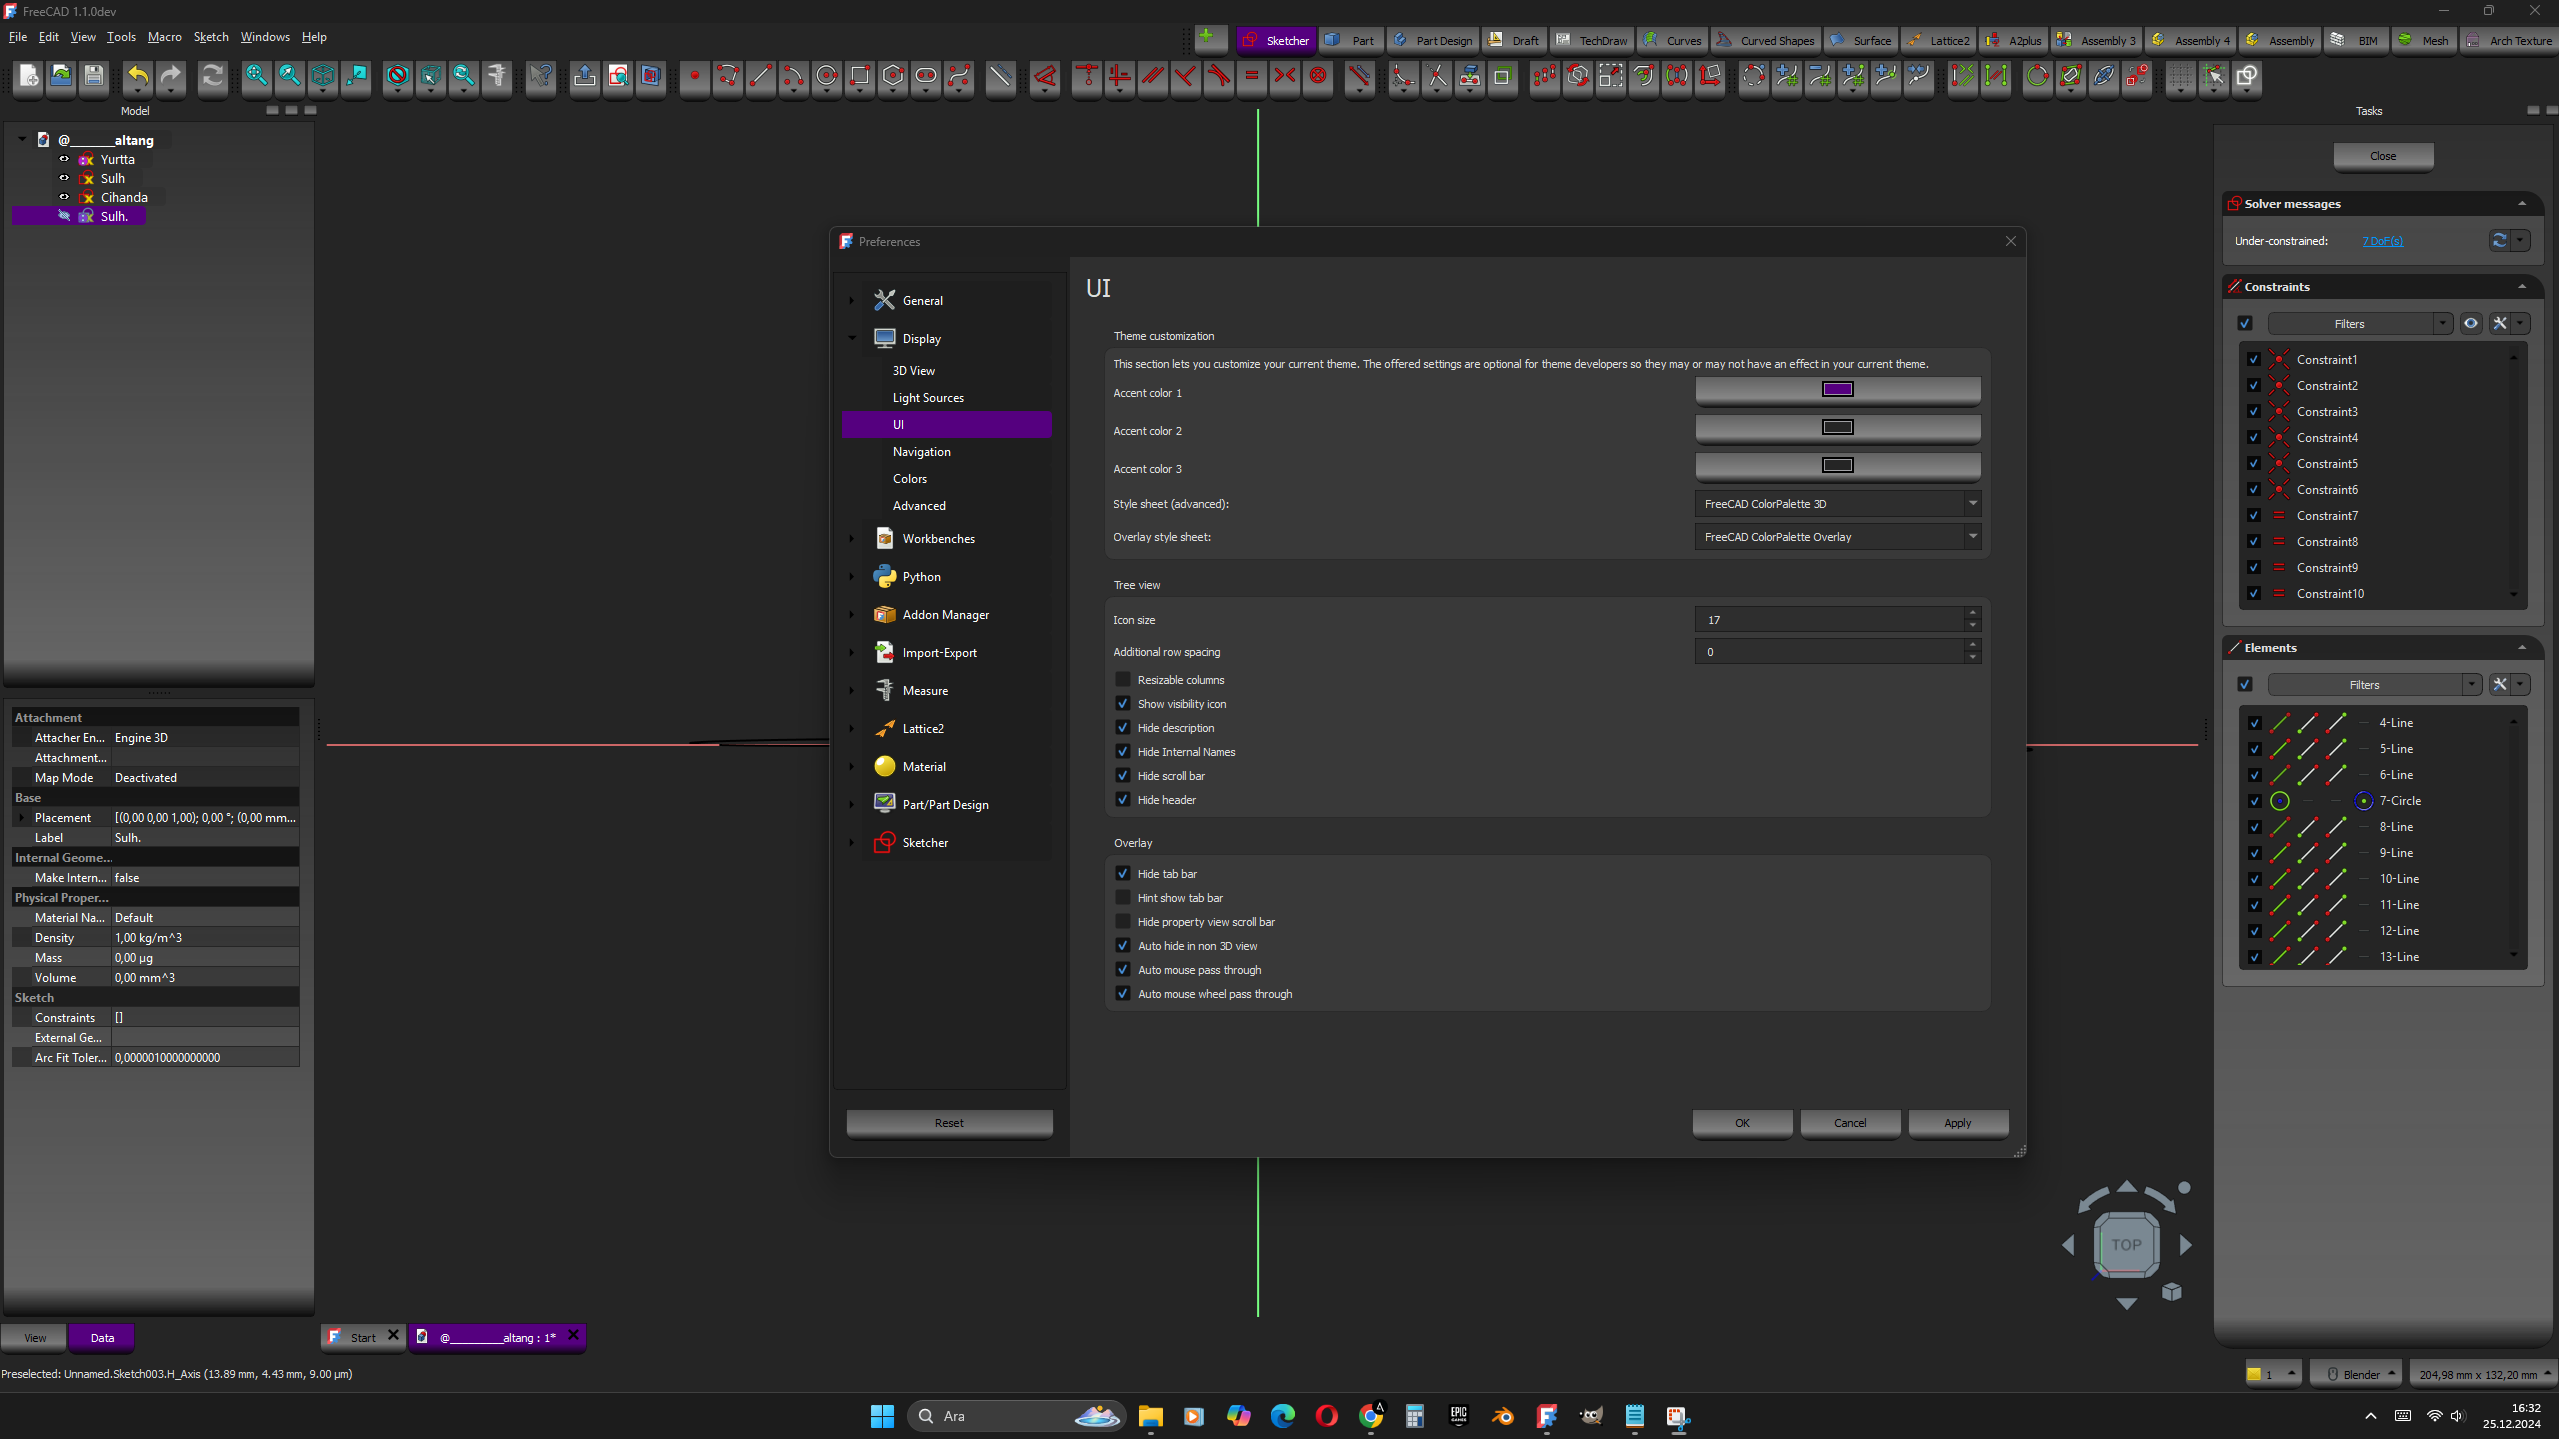 FreeCAD 1.1.0dev
File Edit View Tools Macro Sketch Windows Help
Sketcher Part Part Design Draft TechDraw Curves Curved Shapes Surface Lattice2 A2plus Assembly 3 Assembly 4 Assembly BIM Mesh Arch Texture
Model
@______altang
Yurtta
Sulh
Cihanda
Sulh.
Attachment
Attacher En... Engine 3D
Attachment...
Map Mode Deactivated
Base
Placement [(0,00 0,00 1,00); 0,00 °; (0,00 mm...
Label Sulh.
Internal Geome...
Make Intern... false
Physical Proper...
Material Na... Default
Density 1,00 kg/m^3
Mass 0,00 µg
Volume 0,00 mm^3
Sketch
Constraints []
External Ge...
Arc Fit Toler... 0,0000010000000000
View Data
Start
@________altang : 1*
Preselected: Unnamed.Sketch003.H_Axis (13.89 mm, 4.43 mm, 9.00 µm)
Preferences
General
Display
3D View
Light Sources
UI
Navigation
Colors
Advanced
Workbenches
Python
Addon Manager
Import-Export
Measure
Lattice2
Material
Part/Part Design
Sketcher
Reset
UI
Theme customization
This section lets you customize your current theme. The offered settings are optional for theme developers so they may or may not have an effect in your current theme.
Accent color 1
Accent color 2
Accent color 3
Style sheet (advanced): FreeCAD ColorPalette 3D
Overlay style sheet: FreeCAD ColorPalette Overlay
Tree view
Icon size 17
Additional row spacing 0
Resizable columns
Show visibility icon
Hide description
Hide Internal Names
Hide scroll bar
Hide header
Overlay
Hide tab bar
Hint show tab bar
Hide property view scroll bar
Auto hide in non 3D view
Auto mouse pass through
Auto mouse wheel pass through
OK Cancel Apply
Tasks
Close
Solver messages
Under-constrained: 7 DoF(s)
Constraints
Filters
Constraint1
Constraint2
Constraint3
Constraint4
Constraint5
Constraint6
Constraint7
Constraint8
Constraint9
Constraint10
Elements
Filters
4-Line
5-Line
6-Line
7-Circle
8-Line
9-Line
10-Line
11-Line
12-Line
13-Line
TOP
1 Blender 204,98 mm x 132,20 mm
Ara
EPIC GAMES
A
16:32
25.12.2024